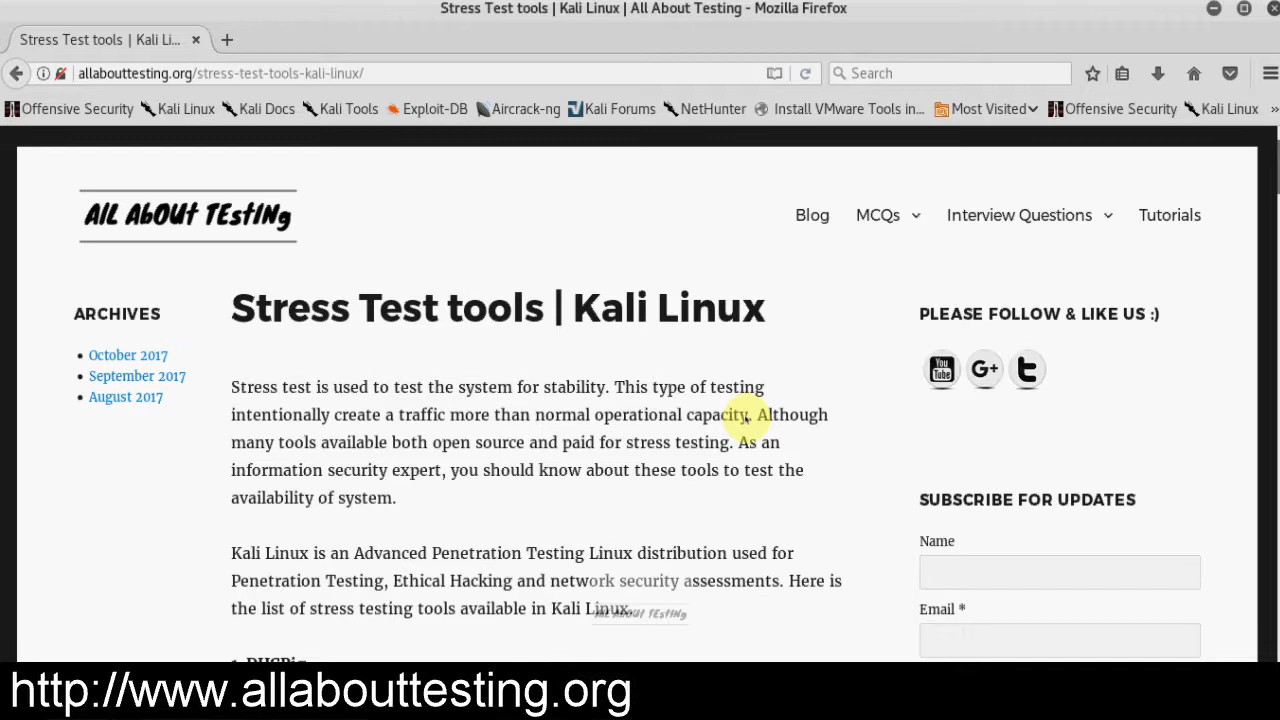 Stress Test tools | Kali Linux | All About Testing - Mozilla Firefox
Stress Test tools | Kali Li...
allabouttesting.org/stress-test-tools-kali-linux/
Search
Offensive Security Kali Linux Kali Docs Kali Tools Exploit-DB Aircrack-ng Kali Forums NetHunter Install VMware Tools in... Most Visited Offensive Security Kali Linux »
All AbOUt TEstINg
Blog MCQs Interview Questions Tutorials
ARCHIVES
October 2017
September 2017
August 2017
Stress Test tools | Kali Linux
Stress test is used to test the system for stability. This type of testing
intentionally create a traffic more than normal operational capacity. Although
many tools available both open source and paid for stress testing. As an
information security expert, you should know about these tools to test the
availability of system.
Kali Linux is an Advanced Penetration Testing Linux distribution used for
Penetration Testing, Ethical Hacking and network security assessments. Here is
the list of stress testing tools available in Kali Linux.
All AbOUt TEstINg
PLEASE FOLLOW & LIKE US :)
You Tube G+ t
SUBSCRIBE FOR UPDATES
Name
Email *
http://www.allabouttesting.org